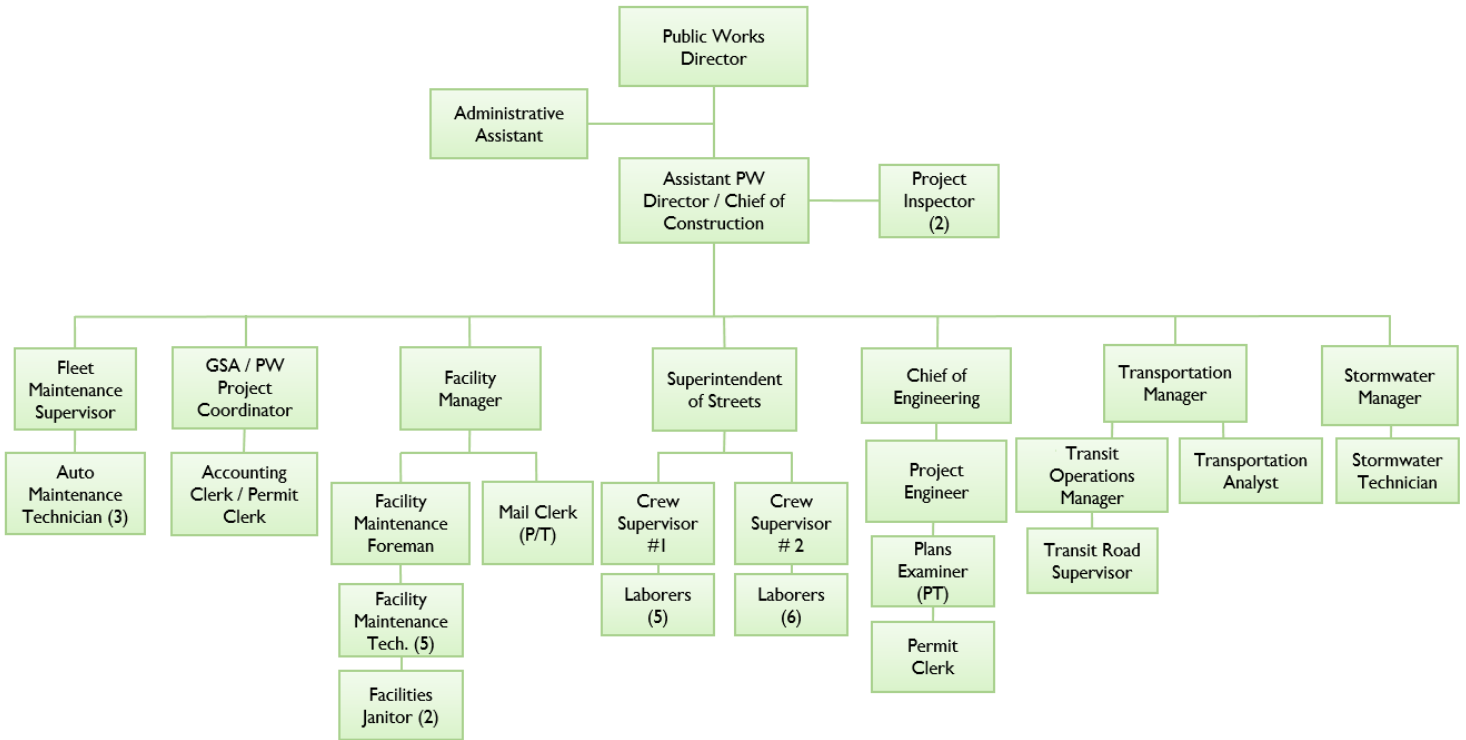 Public Works
Director
Administrative
Assistant
Assistant PW
Director / Chief of
Construction
Project
Inspector
(2)
Fleet
Maintenance
Supervisor
GSA / PW
Project
Coordinator
Facility
Manager
Superintendent
of Streets
Chief of
Engineering
Transportation
Manager
Stormwater
Manager
Auto
Maintenance
Technician (3)
Accounting
Clerk / Permit
Clerk
Facility
Maintenance
Foreman
Mail Clerk
(P/T)
Crew
Supervisor
#1
Crew
Supervisor
# 2
Project
Engineer
Transit
Operations
Manager
Transportation
Analyst
Stormwater
Technician
Facility
Maintenance
Tech. (5)
Laborers
(5)
Laborers
(6)
Plans
Examiner
(PT)
Transit Road
Supervisor
Facilities
Janitor (2)
Permit
Clerk